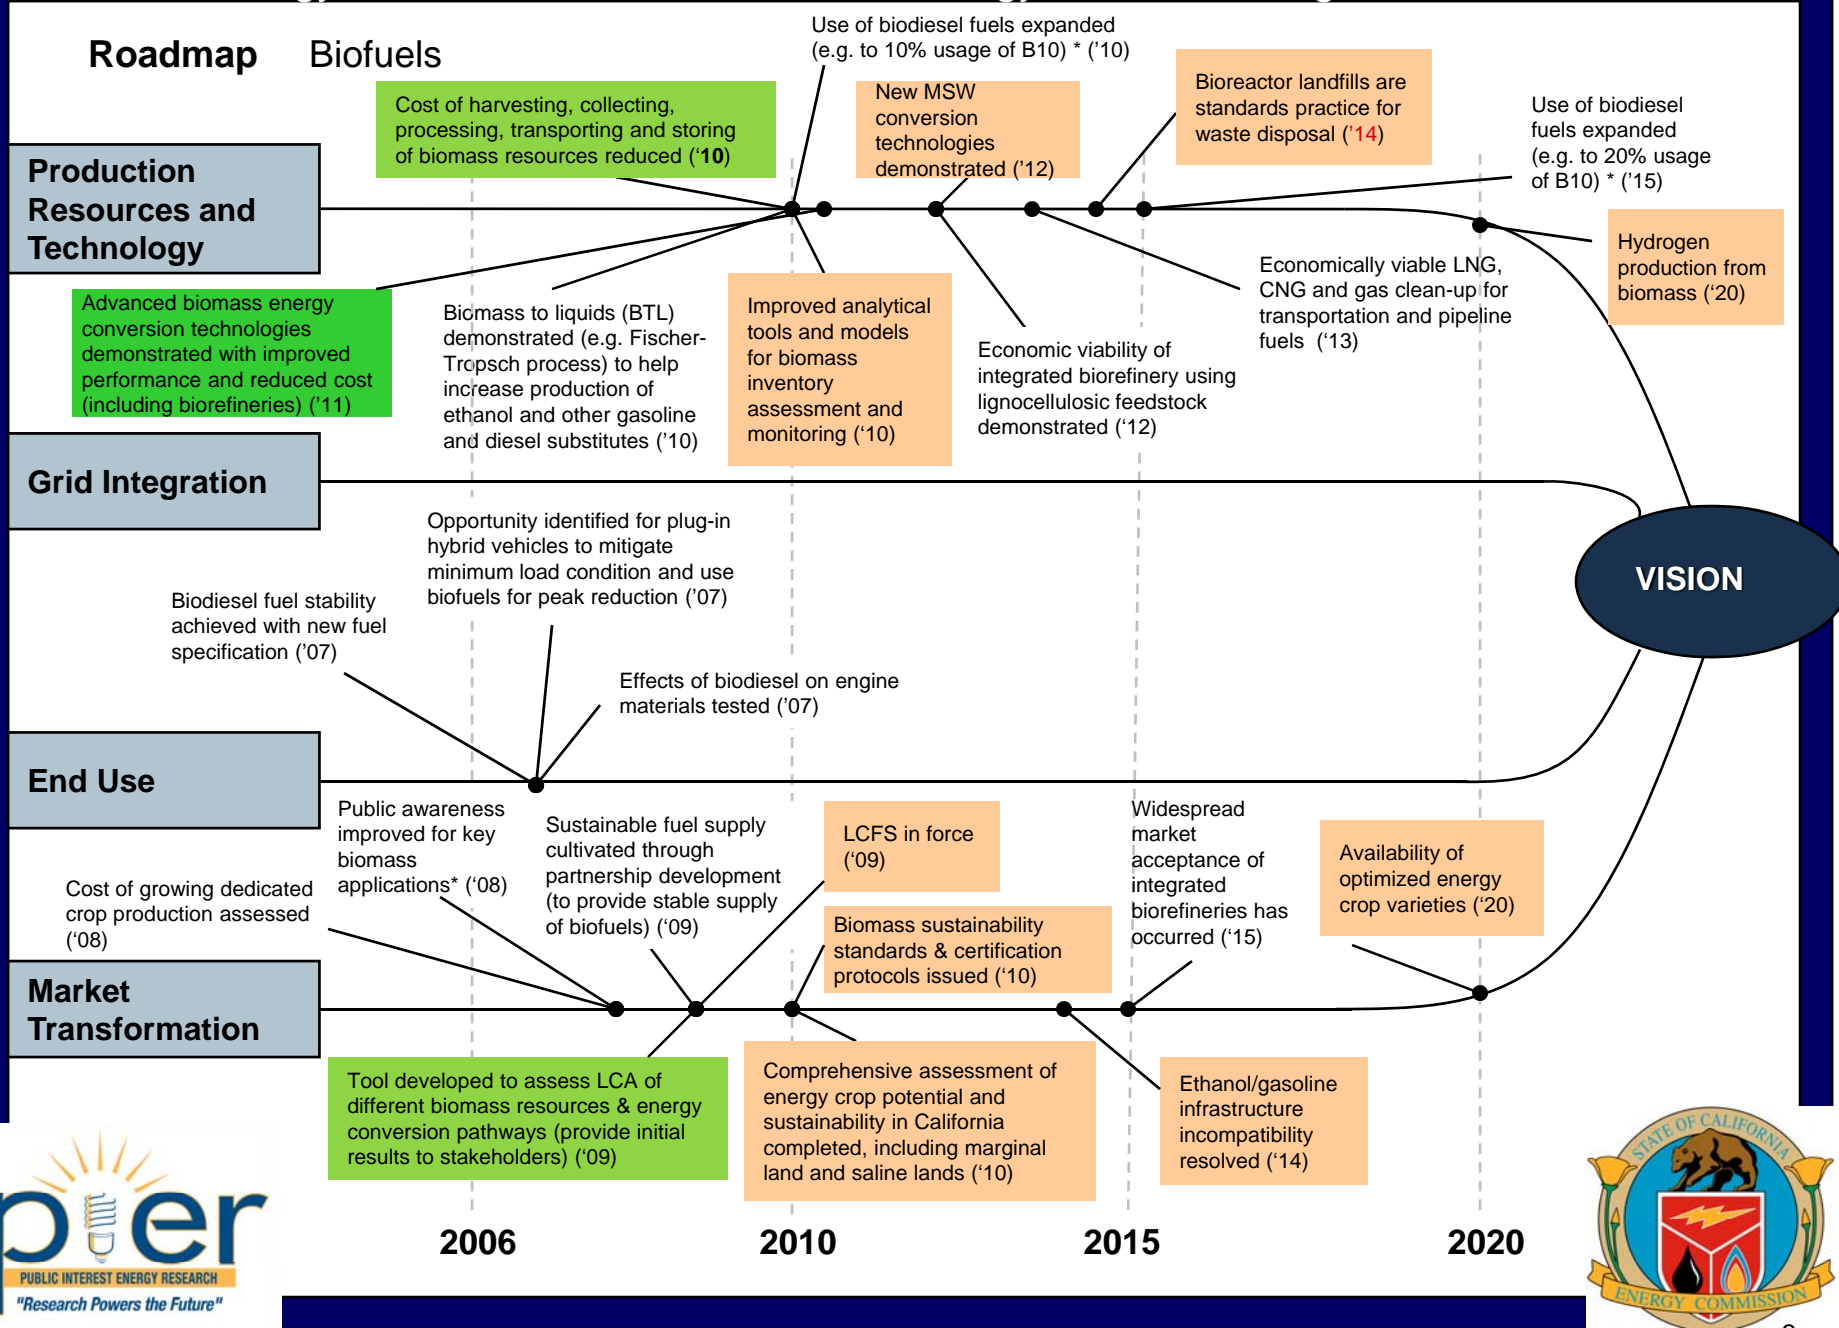 Roadmap Biofuels
Use of biodiesel fuels expanded
(e.g. to 10% usage of B10) * ('10)
Cost of harvesting, collecting,
processing, transporting and storing
of biomass resources reduced (‘10)
New MSW
conversion
technologies
demonstrated (’12)
Bioreactor landfills are
standards practice for
waste disposal (’14)
Use of biodiesel
fuels expanded
(e.g. to 20% usage
of B10) * (’15)
Production
Resources and
Technology
Hydrogen
production from
biomass (‘20)
Advanced biomass energy
conversion technologies
demonstrated with improved
performance and reduced cost
(including biorefineries) (’11)
Biomass to liquids (BTL)
demonstrated (e.g. Fischer-
Tropsch process) to help
increase production of
ethanol and other gasoline
and diesel substitutes (’10)
Improved analytical
tools and models
for biomass
inventory
assessment and
monitoring (‘10)
Economic viability of
integrated biorefinery using
lignocellulosic feedstock
demonstrated (‘12)
Economically viable LNG,
CNG and gas clean-up for
transportation and pipeline
fuels (‘13)
Grid Integration
Opportunity identified for plug-in
hybrid vehicles to mitigate
minimum load condition and use
biofuels for peak reduction (’07)
VISION
Biodiesel fuel stability
achieved with new fuel
specification (’07)
Effects of biodiesel on engine
materials tested (’07)
End Use
Public awareness
improved for key
biomass
applications* (‘08)
Sustainable fuel supply
cultivated through
partnership development
(to provide stable supply
of biofuels) (‘09)
LCFS in force
(‘09)
Widespread
market
acceptance of
integrated
biorefineries has
occurred (‘15)
Availability of
optimized energy
crop varieties (‘20)
Cost of growing dedicated
crop production assessed
(‘08)
Biomass sustainability
standards & certification
protocols issued (‘10)
Market
Transformation
Tool developed to assess LCA of
different biomass resources & energy
conversion pathways (provide initial
results to stakeholders) (‘09)
Comprehensive assessment of
energy crop potential and
sustainability in California
completed, including marginal
land and saline lands (‘10)
Ethanol/gasoline
infrastructure
incompatibility
resolved (‘14)
2006 2010 2015 2020
pier
PUBLIC INTEREST ENERGY RESEARCH
"Research Powers the Future"
STATE OF CALIFORNIA
ENERGY COMMISSION